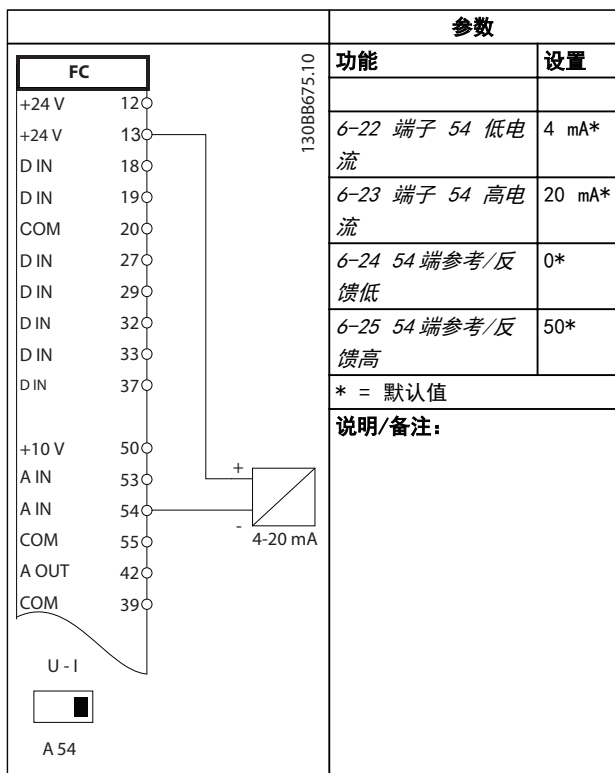 参数
功能 设置
6-22 端子 54 低电
流
4 mA*
6-23 端子 54 高电
流
20 mA*
6-24 54 端参考/反
馈低
0*
6-25 54 端参考/反
馈高
50*
* = 默认值
说明/备注：
130BB675.10
FC
+24 V 12
+24 V 13
D IN 18
D IN 19
COM 20
D IN 27
D IN 29
D IN 32
D IN 33
D IN 37
+10 V 50
A IN 53
A IN 54
COM 55
A OUT 42
COM 39
+
-
4-20 mA
U - I
A 54